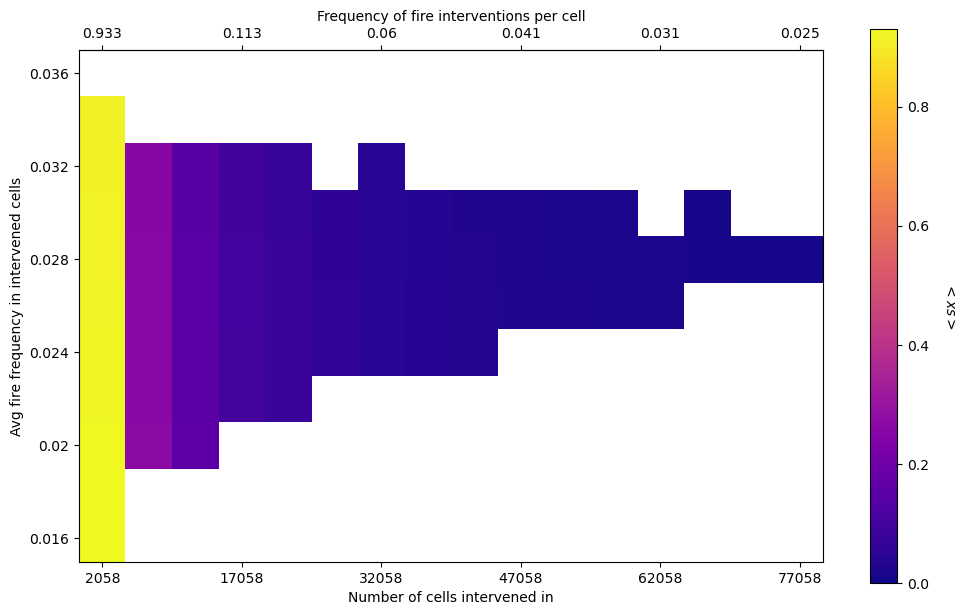 Frequency of fire interventions per cell
0.933 0.113 0.06 0.041 0.031 0.025
Avg fire frequency in intervened cells
0.036
0.032
0.028
0.024
0.02
0.016
2058 17058 32058 47058 62058 77058
Number of cells intervened in
0.8
0.6
0.4
0.2
0.0
< sx >